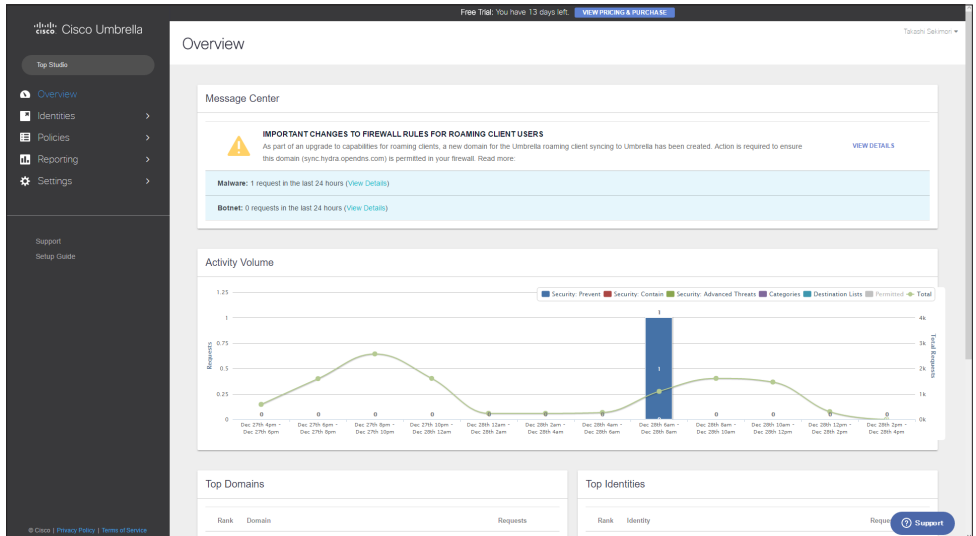 Free Trial: You have 13 days left. VIEW PRICING & PURCHASE
cisco Cisco Umbrella
Overview
Takashi Sakimon
Top Studio
Overview
Identities
Policies
Reporting
Settings
Support
Setup Guide
© Cisco | Privacy Policy | Terms of Service
Message Center
IMPORTANT CHANGES TO FIREWALL RULES FOR ROAMING CLIENT USERS
As part of an upgrade to capabilities for roaming clients, a new domain for the Umbrella roaming client syncing to Umbrella has been created. Action is required to ensure
this domain (sync.hydra.opendns.com) is permitted in your firewall. Read more:
VIEW DETAILS
Malware: 1 request in the last 24 hours (View Details)
Botnet: 0 requests in the last 24 hours (View Details)
Activity Volume
Security: Prevent Security: Contain Security: Advanced Threats Categories Destination Lists Permitted Total
Requests
1.25
1
0.75
0.5
0.25
0
4k
3k
2k
1k
0k
Total Requests
1
1
0 0 0 0 0 0 0 0 0 0 0 0
Dec 27th 4pm - Dec 27th 6pm
Dec 27th 6pm - Dec 27th 8pm
Dec 27th 8pm - Dec 27th 10pm
Dec 27th 10pm - Dec 28th 12am
Dec 28th 12am - Dec 28th 2am
Dec 28th 2am - Dec 28th 4am
Dec 28th 4am - Dec 28th 6am
Dec 28th 6am - Dec 28th 8am
Dec 28th 8am - Dec 28th 10am
Dec 28th 10am - Dec 28th 12pm
Dec 28th 12pm - Dec 28th 2pm
Dec 28th 2pm - Dec 28th 4pm
Top Domains
Rank Domain Requests
Top Identities
Rank Identity Reque
Support